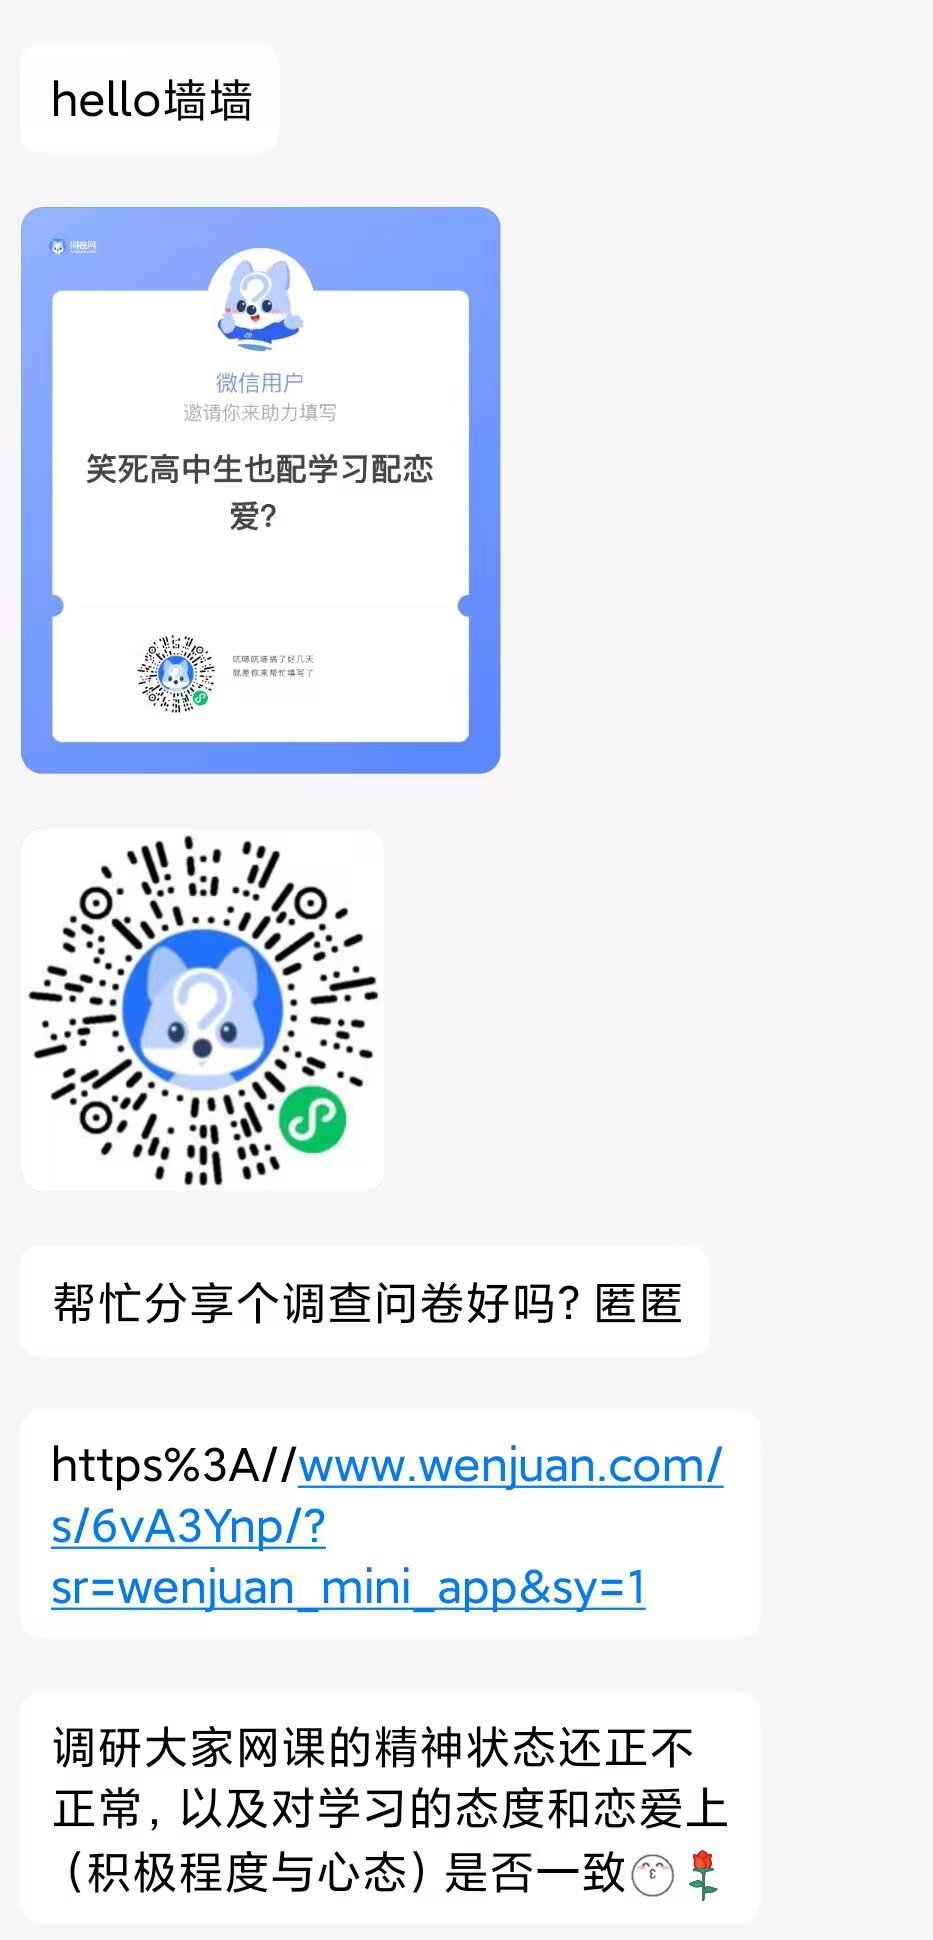 hello墙墙
问卷网
微信用户
邀请你来助力填写
笑死高中生也配学习配恋
爱?
吭哧吭哧搞了好几天
就差你来帮忙填写了
帮忙分享个调查问卷好吗? 匿匿
https%3A//www.wenjuan.com/
s/6vA3Ynp/?
sr=wenjuan_mini_app&sy=1
调研大家网课的精神状态还正不
正常, 以及对学习的态度和恋爱上
(积极程度与心态) 是否一致